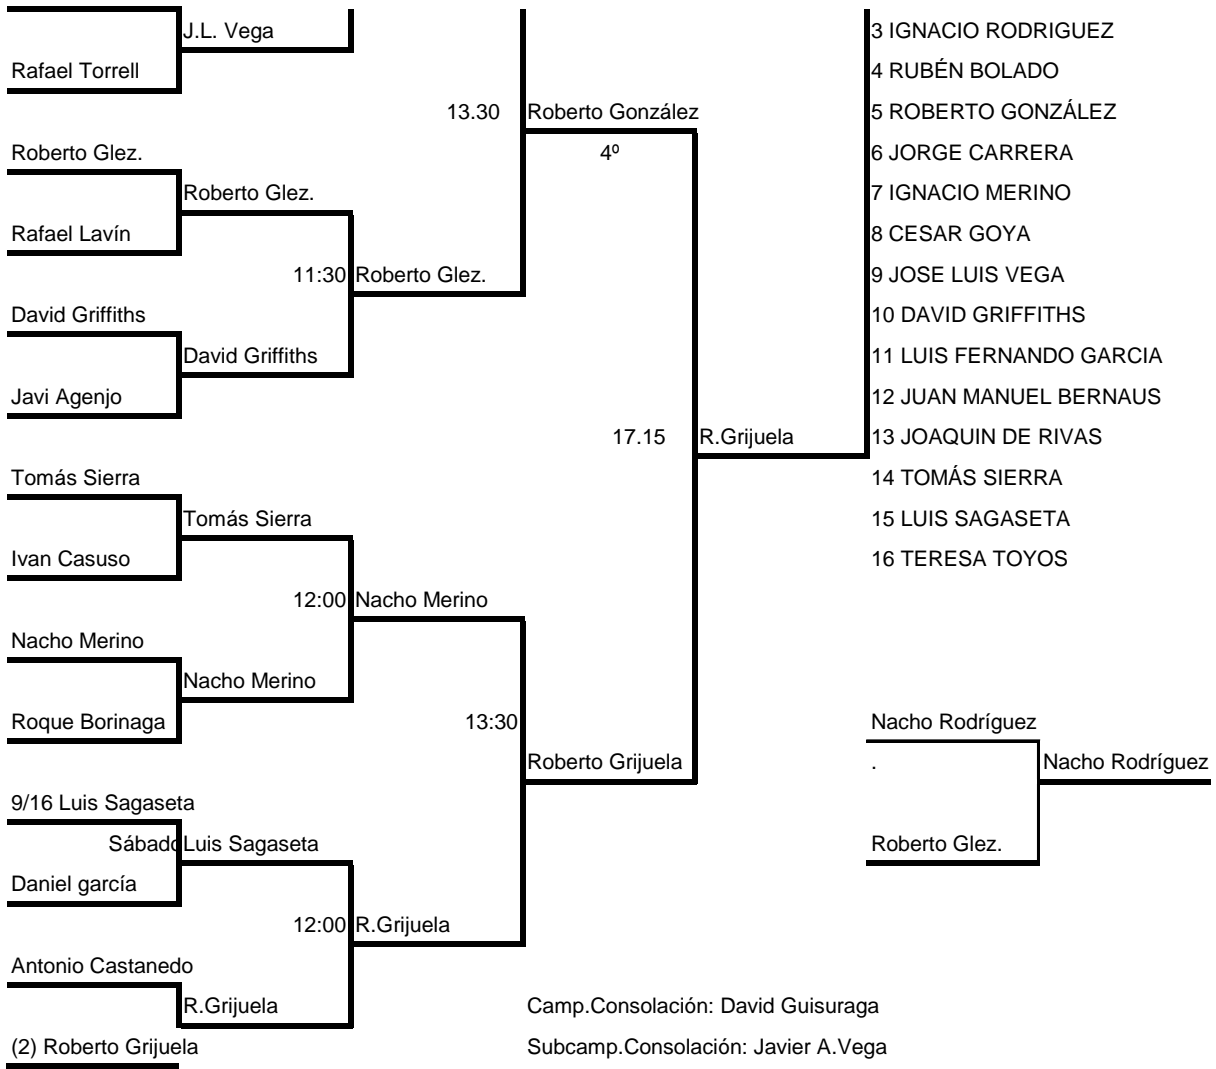 J.L. Vega
3 IGNACIO RODRIGUEZ
Rafael Torrell
4 RUBÉN BOLADO
13.30 Roberto González
5 ROBERTO GONZÁLEZ
Roberto Glez.
4º
6 JORGE CARRERA
Roberto Glez.
7 IGNACIO MERINO
Rafael Lavín
8 CESAR GOYA
11:30 Roberto Glez.
9 JOSE LUIS VEGA
David Griffiths
10 DAVID GRIFFITHS
David Griffiths
11 LUIS FERNANDO GARCIA
Javi Agenjo
12 JUAN MANUEL BERNAUS
17.15 R.Grijuela
13 JOAQUIN DE RIVAS
Tomás Sierra
14 TOMÁS SIERRA
Tomás Sierra
15 LUIS SAGASETA
Ivan Casuso
16 TERESA TOYOS
12:00 Nacho Merino
Nacho Merino
Nacho Merino
Roque Borinaga
13:30
Nacho Rodríguez
Roberto Grijuela
.
Nacho Rodríguez
9/16 Luis Sagaseta
Sábado Luis Sagaseta
Roberto Glez.
Daniel garcía
12:00 R.Grijuela
Antonio Castanedo
R.Grijuela
Camp.Consolación: David Guisuraga
(2) Roberto Grijuela
Subcamp.Consolación: Javier A.Vega